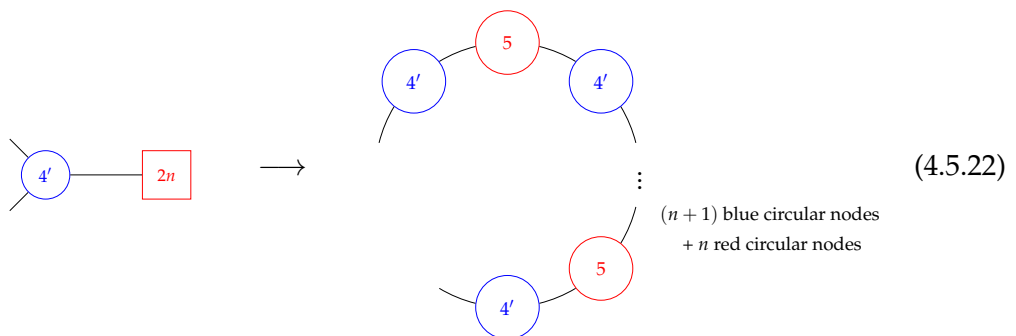 5
4′ 4′
4′ 2n ⟶ ⋮ (4.5.22)
(n + 1) blue circular nodes
+ n red circular nodes
5
4′